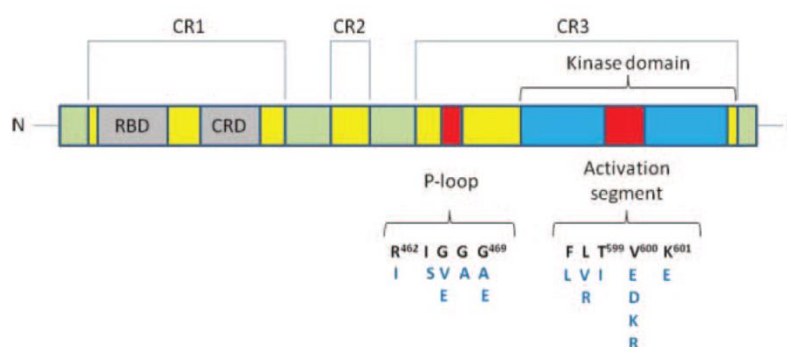 CR1 CR2 CR3
Kinase domain
N RBD CRD
P-loop Activation segment
R462 I G G G469 F L T599 V600 K601
I S V A A L V I E E
E E R D
K
R